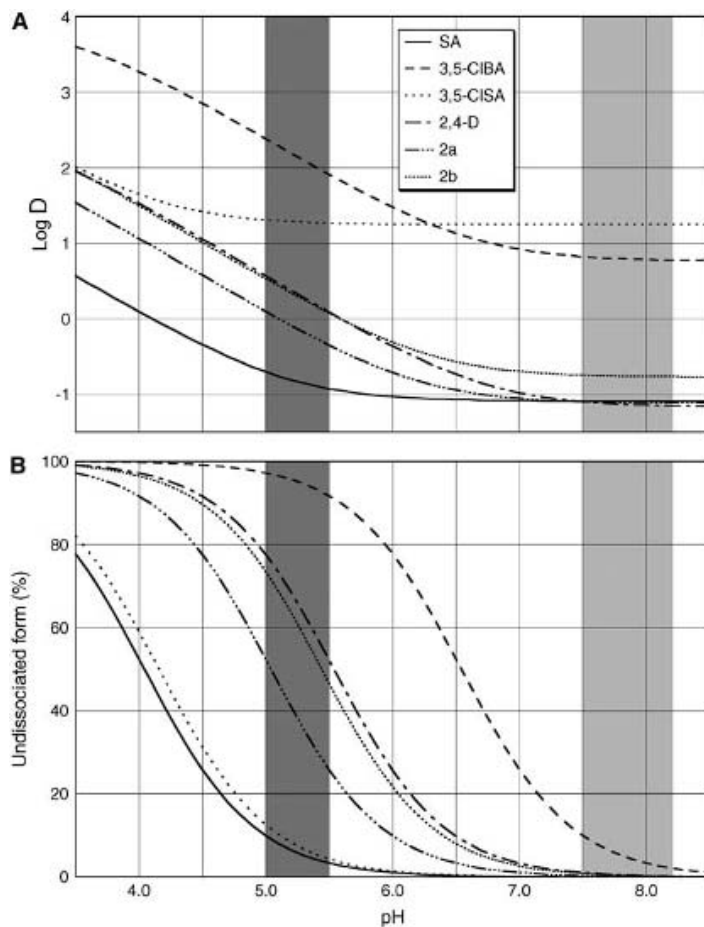 A
4
3
2
1
0
-1
Log D
SA
3,5-ClBA
3,5-ClSA
2,4-D
2a
2b
B
100
80
60
40
20
0
Undissociated form (%)
4.0 5.0 6.0 7.0 8.0
pH